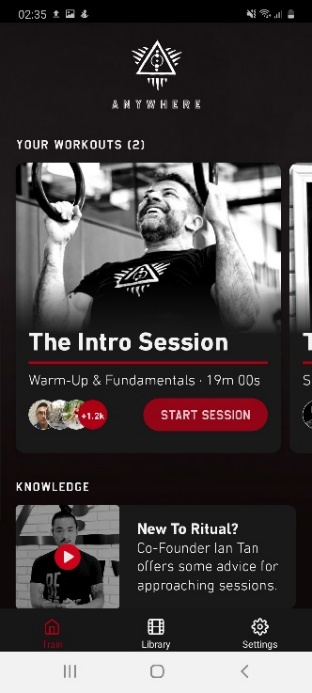 02:35
ANYWHERE
YOUR WORKOUTS (2)
The Intro Session
Warm-Up & Fundamentals · 19m 00s
+1.2k
START SESSION
T
S
KNOWLEDGE
New To Ritual?
Co-Founder Ian Tan
offers some advice for
approaching sessions.
BE
Train
Library
Settings